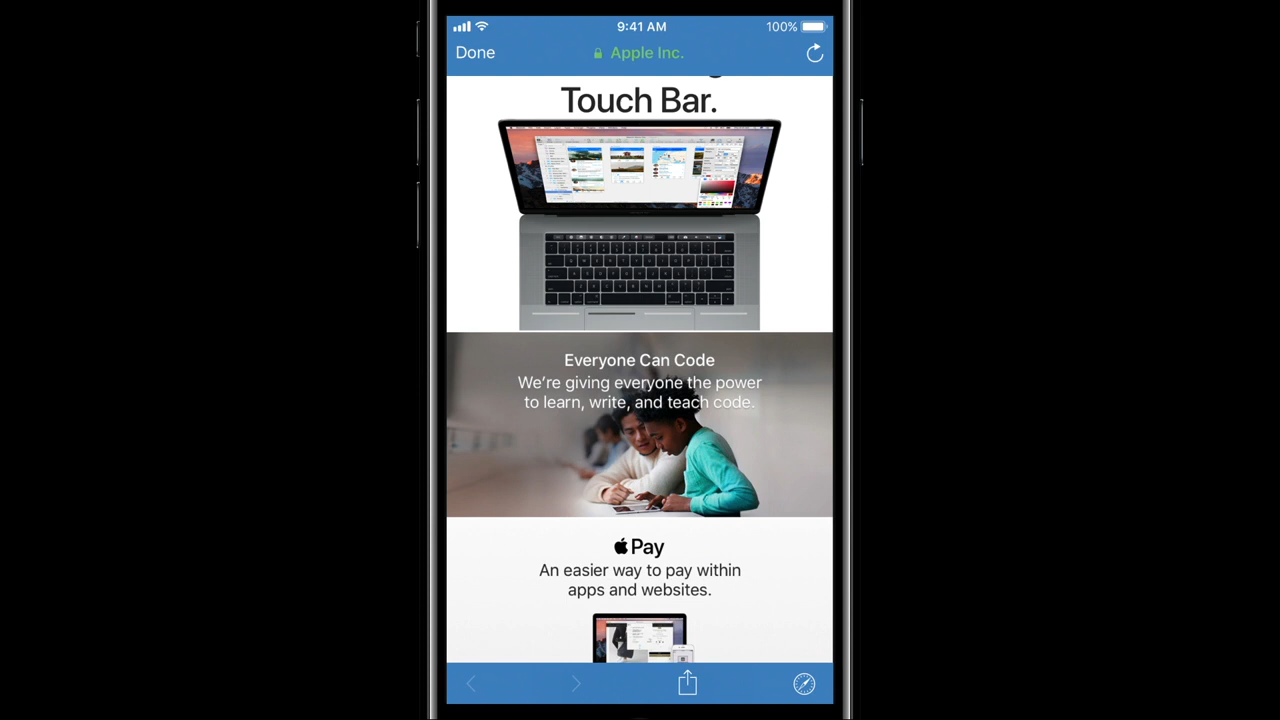 9:41 AM
100%
Done
Apple Inc.
Touch Bar.
Everyone Can Code
We're giving everyone the power
to learn, write, and teach code.
Pay
An easier way to pay within
apps and websites.